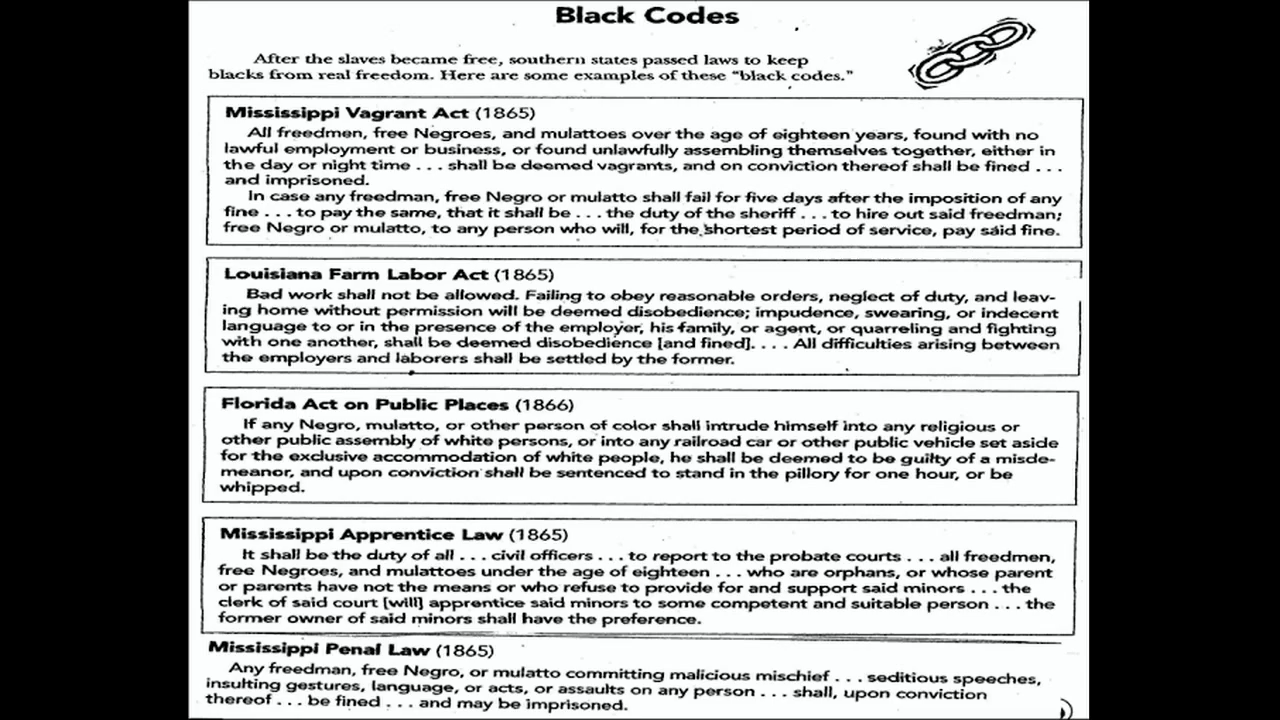 Black Codes
After the slaves became free, southern states passed laws to keep
blacks from real freedom. Here are some examples of these “black codes.”
Mississippi Vagrant Act (1865)
All freedmen, free Negroes, and mulattoes over the age of eighteen years, found with no
lawful employment or business, or found unlawfully assembling themselves together, either in
the day or night time . . . shall be deemed vagrants, and on conviction thereof shall be fined . . .
and imprisoned.
In case any freedman, free Negro or mulatto shall fail for five days after the imposition of any
fine . . . to pay the same, that it shall be . . . the duty of the sheriff . . . to hire out said freedman;
free Negro or mulatto, to any person who will, for the shortest period of service, pay said fine.
Louisiana Farm Labor Act (1865)
Bad work shall not be allowed. Failing to obey reasonable orders, neglect of duty, and leav-
ing home without permission will be deemed disobedience; impudence, swearing, or indecent
language to or in the presence of the employer, his family, or agent, or quarreling and fighting
with one another, shall be deemed disobedience [and fined]. . . . All difficulties arising between
the employers and laborers shall be settled by the former.
Florida Act on Public Places (1866)
If any Negro, mulatto, or other person of color shall intrude himself into any religious or
other public assembly of white persons, or into any railroad car or other public vehicle set aside
for the exclusive accommodation of white people, he shall be deemed to be guilty of a misde-
meanor, and upon conviction shall be sentenced to stand in the pillory for one hour, or be
whipped.
Mississippi Apprentice Law (1865)
It shall be the duty of all . . . civil officers . . . to report to the probate courts . . . all freedmen,
free Negroes, and mulattoes under the age of eighteen . . . who are orphans, or whose parent
or parents have not the means or who refuse to provide for and support said minors . . . the
clerk of said court [will] apprentice said minors to some competent and suitable person . . . the
former owner of said minors shall have the preference.
Mississippi Penal Law (1865)
Any freedman, free Negro, or mulatto committing malicious mischief . . . seditious speeches,
insulting gestures, language, or acts, or assaults on any person . . . shall, upon conviction
thereof . . . be fined . . . and may be imprisoned.